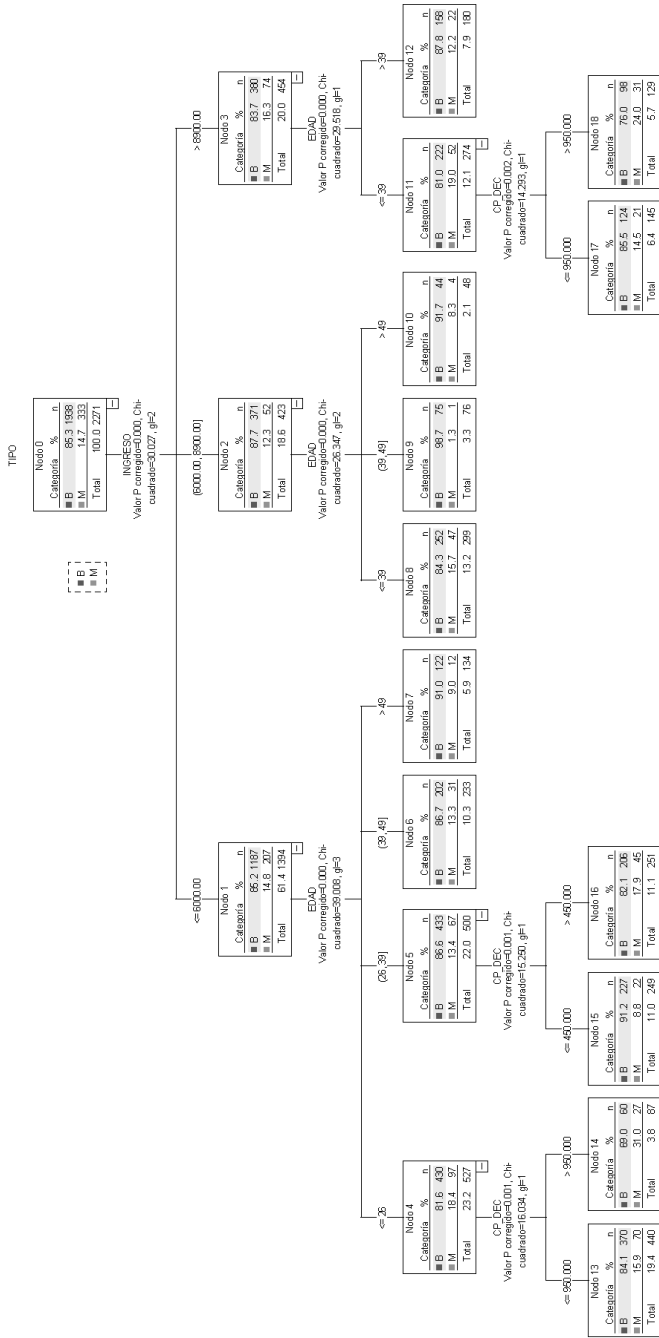 TIPO
Nodo 0
Categoría % n
B 85.3 1938
M 14.7 333
Total 100.0 2271
B
M
INGRESO
Valor P corregido=0.000, Chi-
cuadrado=30.027, gl=2
<= 6000.00
Nodo 1
Categoría % n
B 85.2 1187
M 14.8 207
Total 61.4 1394
EDAD
Valor P corregido=0.000, Chi-
cuadrado=39.008, gl=3
(6000.00, 8900.00]
Nodo 2
Categoría % n
B 87.7 371
M 12.3 52
Total 18.6 423
EDAD
Valor P corregido=0.000, Chi-
cuadrado=26.347, gl=2
> 8900.00
Nodo 3
Categoría % n
B 83.7 380
M 16.3 74
Total 20.0 454
EDAD
Valor P corregido=0.000, Chi-
cuadrado=29.518, gl=1
<= 26
Nodo 4
Categoría % n
B 81.6 430
M 18.4 97
Total 23.2 527
CP_DEC
Valor P corregido=0.001, Chi-
cuadrado=16.034, gl=1
(26, 39]
Nodo 5
Categoría % n
B 86.6 433
M 13.4 67
Total 22.0 500
CP_DEC
Valor P corregido=0.001, Chi-
cuadrado=15.250, gl=1
(39, 49]
Nodo 6
Categoría % n
B 86.7 202
M 13.3 31
Total 10.3 233
> 49
Nodo 7
Categoría % n
B 91.0 122
M 9.0 12
Total 5.9 134
<= 39
Nodo 8
Categoría % n
B 84.3 252
M 15.7 47
Total 13.2 299
(39, 49]
Nodo 9
Categoría % n
B 98.7 75
M 1.3 1
Total 3.3 76
> 49
Nodo 10
Categoría % n
B 91.7 44
M 8.3 4
Total 2.1 48
<= 39
Nodo 11
Categoría % n
B 81.0 222
M 19.0 52
Total 12.1 274
CP_DEC
Valor P corregido=0.002, Chi-
cuadrado=14.293, gl=1
> 39
Nodo 12
Categoría % n
B 87.8 158
M 12.2 22
Total 7.9 180
<= 950.000
Nodo 13
Categoría % n
B 84.1 370
M 15.9 70
Total 19.4 440
> 950.000
Nodo 14
Categoría % n
B 69.0 60
M 31.0 27
Total 3.8 87
<= 450.000
Nodo 15
Categoría % n
B 91.2 227
M 8.8 22
Total 11.0 249
> 450.000
Nodo 16
Categoría % n
B 82.1 206
M 17.9 45
Total 11.1 251
<= 950.000
Nodo 17
Categoría % n
B 85.5 124
M 14.5 21
Total 6.4 145
> 950.000
Nodo 18
Categoría % n
B 76.0 98
M 24.0 31
Total 5.7 129